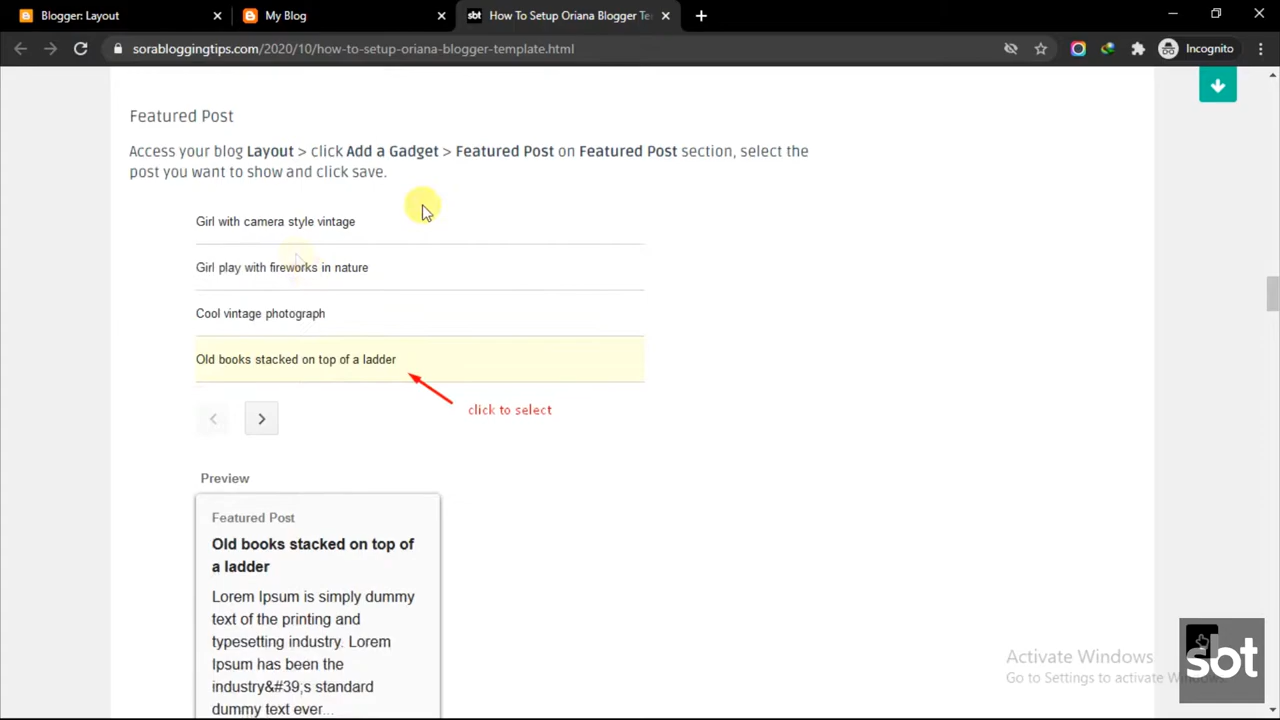 Blogger: Layout
My Blog
sbt How To Setup Oriana Blogger Te
sorabloggingtips.com/2020/10/how-to-setup-oriana-blogger-template.html
Incognito
Featured Post
Access your blog Layout > click Add a Gadget > Featured Post on Featured Post section, select the
post you want to show and click save.
Girl with camera style vintage
Girl play with fireworks in nature
Cool vintage photograph
Old books stacked on top of a ladder
click to select
Preview
Featured Post
Old books stacked on top of
a ladder
Lorem Ipsum is simply dummy
text of the printing and
typesetting industry. Lorem
Ipsum has been the
industry&#39;s standard
dummy text ever...
Activate Windows
Go to Settings to activate Windows.
sbt